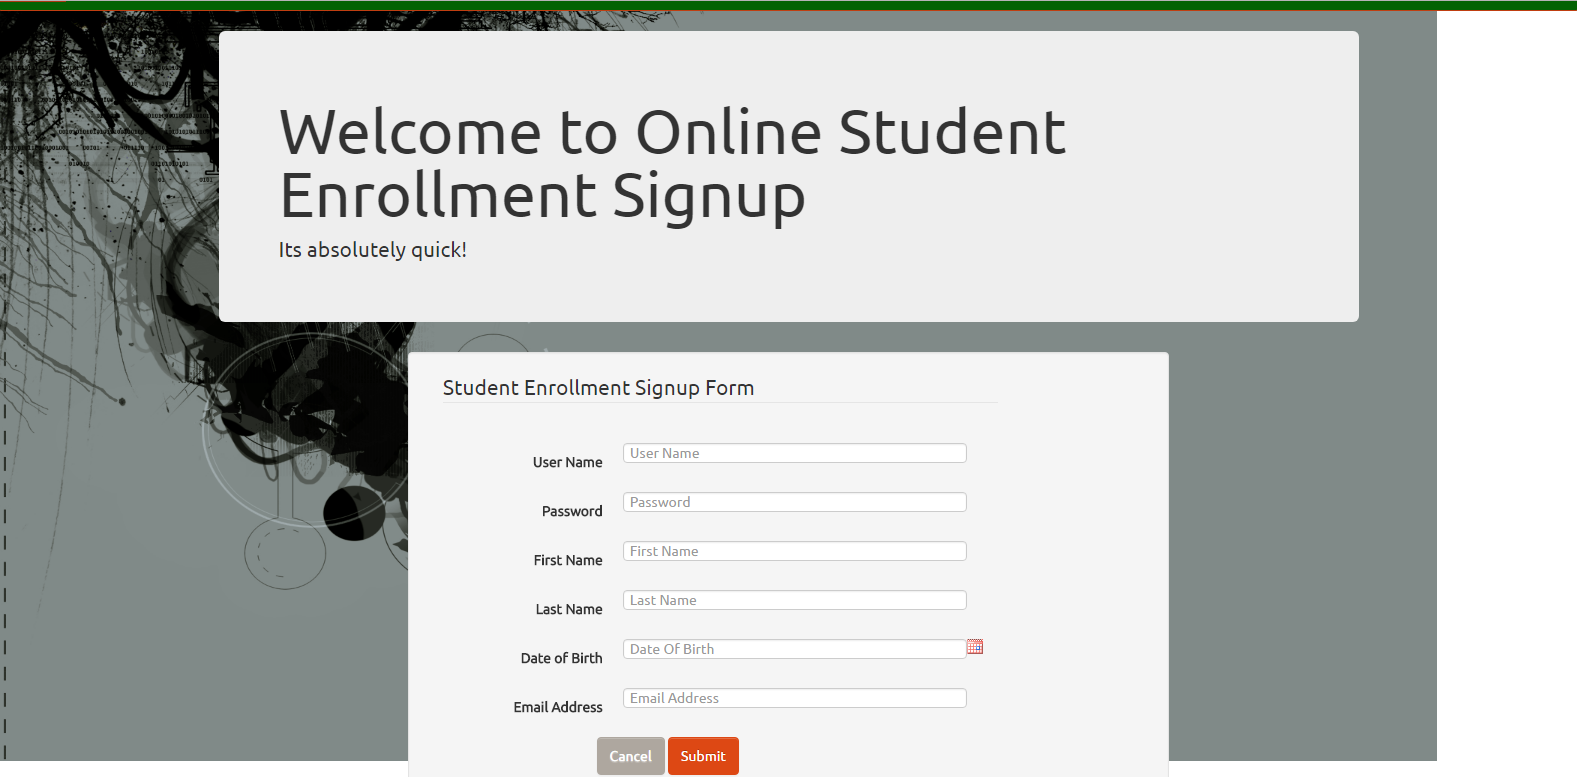 Welcome to Online Student
Enrollment Signup
Its absolutely quick!
Student Enrollment Signup Form
User Name User Name
Password Password
First Name First Name
Last Name Last Name
Date of Birth Date Of Birth
Email Address Email Address
Cancel Submit